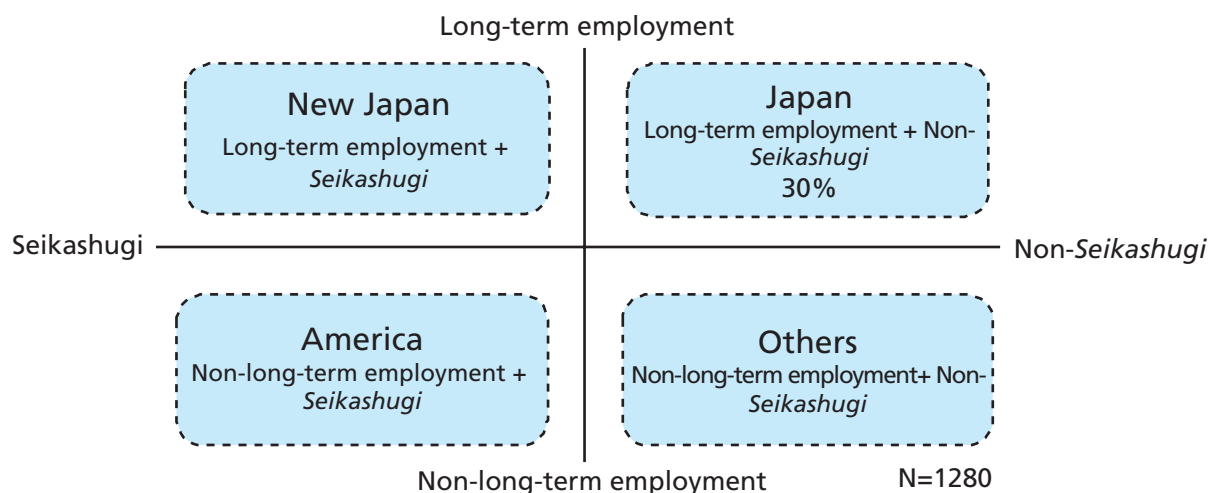 Long-term employment
New Japan
Long-term employment +
Seikashugi
Japan
Long-term employment + Non-
Seikashugi
30%
Seikashugi
Non-Seikashugi
America
Non-long-term employment +
Seikashugi
Others
Non-long-term employment+ Non-
Seikashugi
Non-long-term employment
N=1280